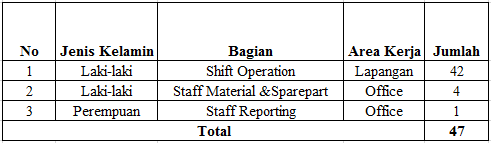 No Jenis Kelamin Bagian Area Kerja Jumlah
1 Laki-laki Shift Operation Lapangan 42
2 Laki-laki Staff Material &Sparepart Office 4
3 Perempuan Staff Reporting Office 1
Total 47